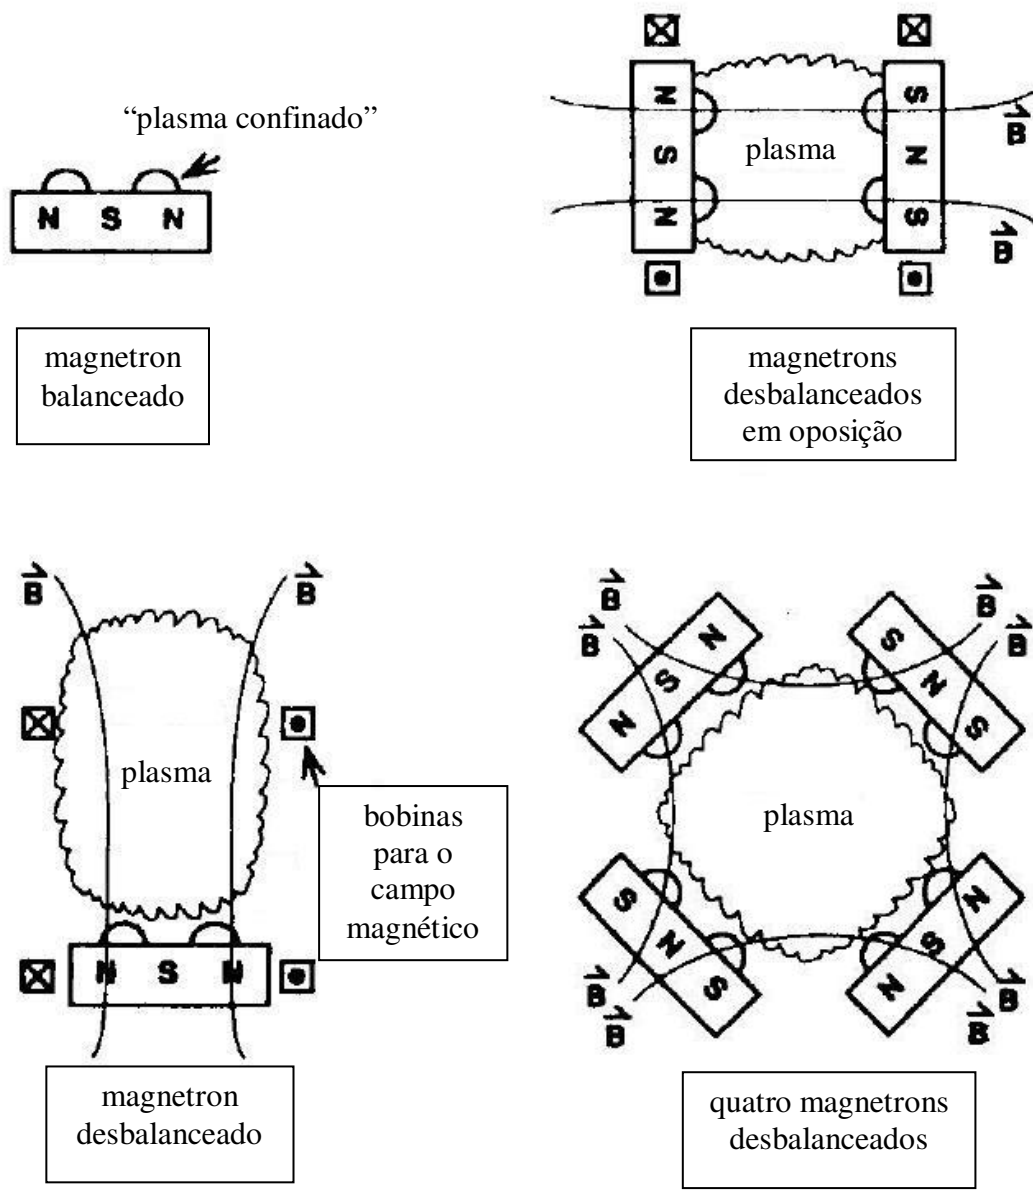 “plasma confinado”
N S N
magnetron
balanceado
N
S
N
plasma
S
N
S
B
B
magnetrons
desbalanceados
em oposição
B
B
plasma
bobinas
para o
campo
magnético
N S N
magnetron
desbalanceado
B
B
N
S
N
S
N
S
B
B
plasma
S
N
S
N
S
N
B
B
B
B
quatro magnetrons
desbalanceados